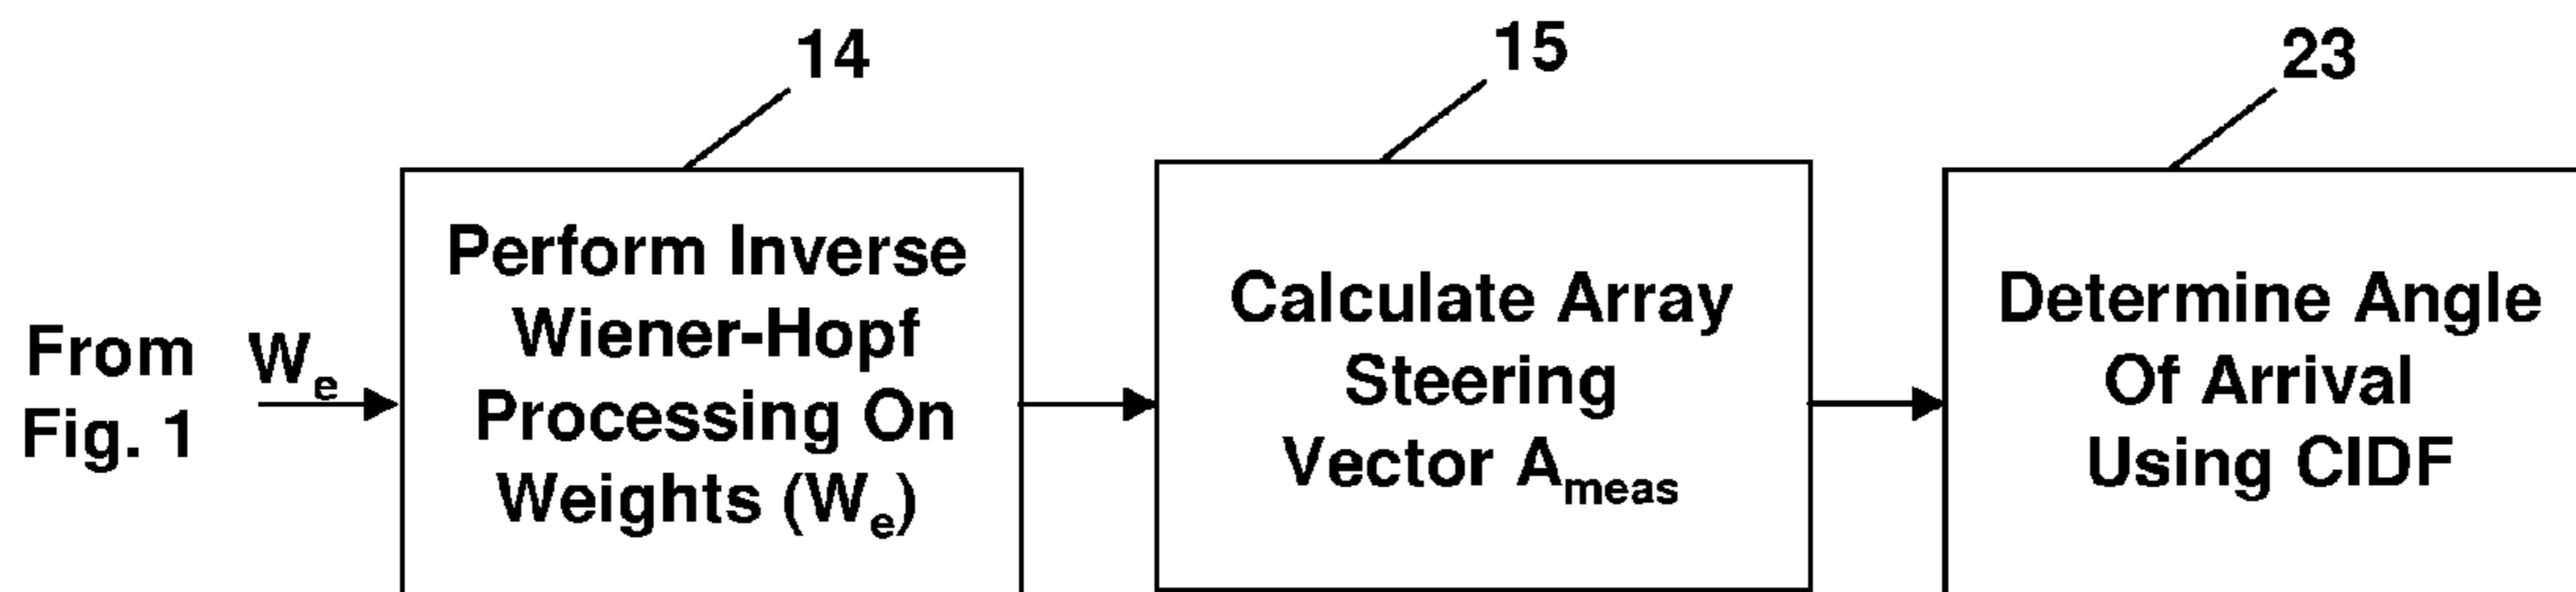 14
15
23
From
Fig. 1
We
Perform Inverse
Wiener-Hopf
Processing On
Weights (We)
Calculate Array
Steering
Vector Ameas
Determine Angle
Of Arrival
Using CIDF